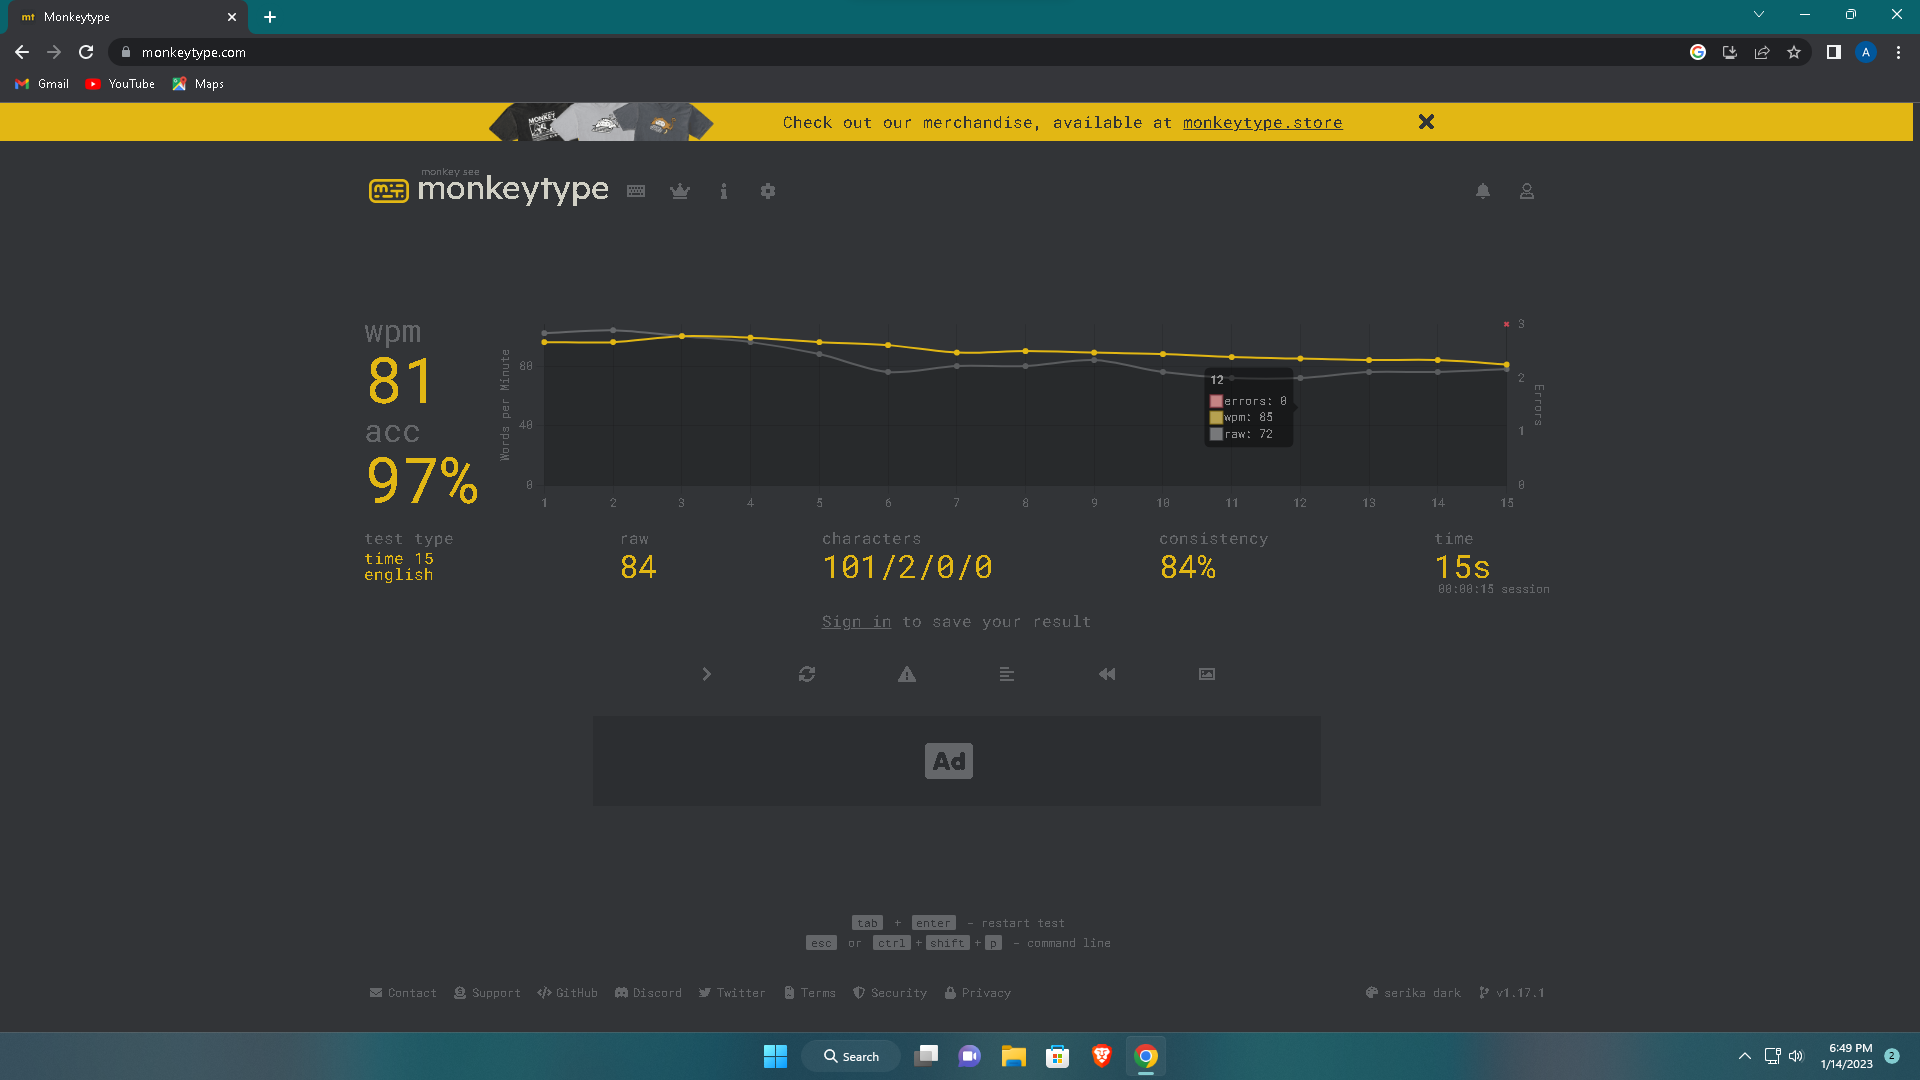 mt Monkeytype
monkeytype.com
A
Gmail YouTube Maps
MONKEY
Check out our merchandise, available at monkeytype.store
monkey see
monkeytype
wpm
81
acc
97%
Words per Minute
80
40
0
12
errors: 0
wpm: 85
raw: 72
3
2
1
0
Errors
1 2 3 4 5 6 7 8 9 10 11 12 13 14 15
test type
time 15
english
raw
84
characters
101/2/0/0
consistency
84%
time
15s
00:00:15 session
Sign in to save your result
Ad
tab + enter - restart test
esc or ctrl + shift + p - command line
Contact Support GitHub Discord Twitter Terms Security Privacy
serika dark v1.17.1
Search
6:49 PM
1/14/2023
2